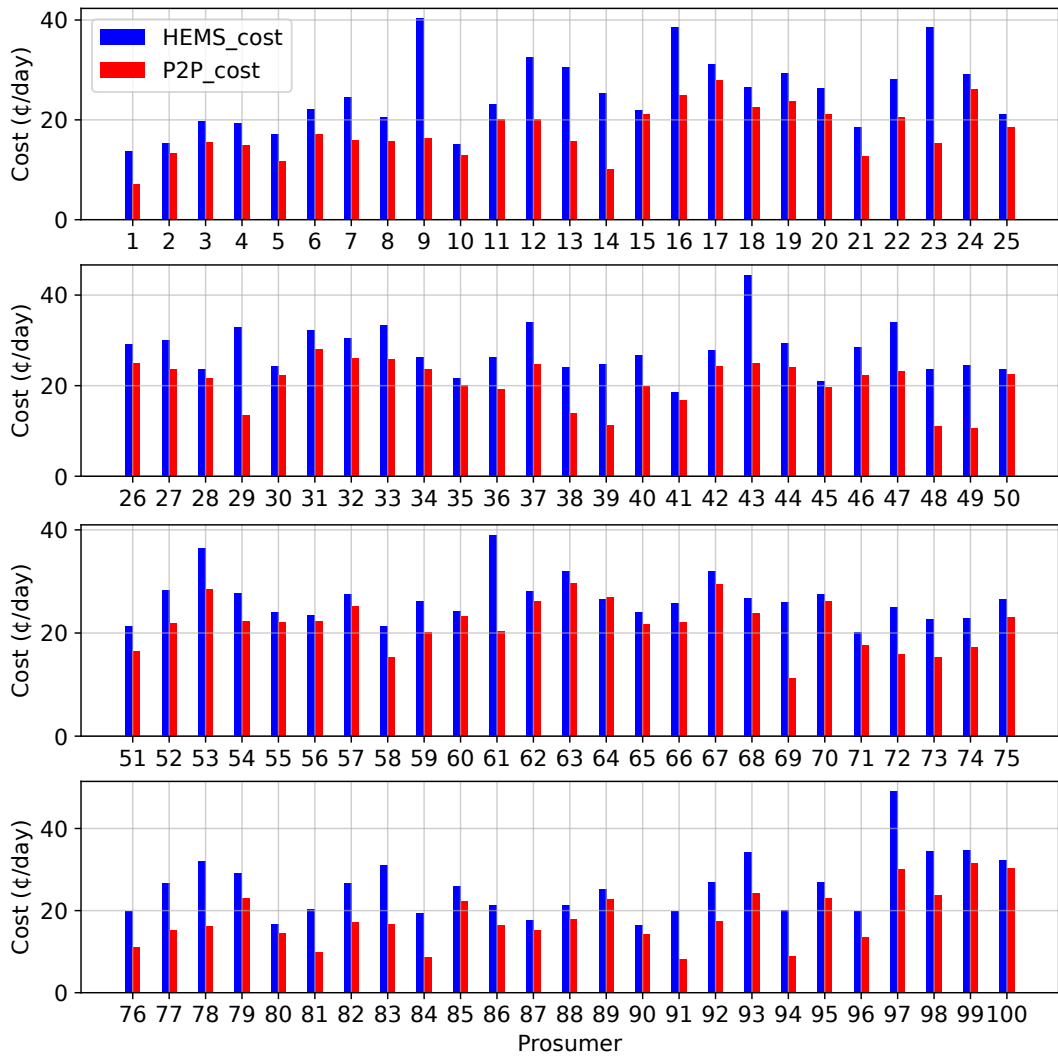 HEMS_cost
P2P_cost
Cost (¢/day)
40
20
0
1 2 3 4 5 6 7 8 9 10 11 12 13 14 15 16 17 18 19 20 21 22 23 24 25
Cost (¢/day)
40
20
0
26 27 28 29 30 31 32 33 34 35 36 37 38 39 40 41 42 43 44 45 46 47 48 49 50
Cost (¢/day)
40
20
0
51 52 53 54 55 56 57 58 59 60 61 62 63 64 65 66 67 68 69 70 71 72 73 74 75
Cost (¢/day)
40
20
0
76 77 78 79 80 81 82 83 84 85 86 87 88 89 90 91 92 93 94 95 96 97 98 99 100
Prosumer